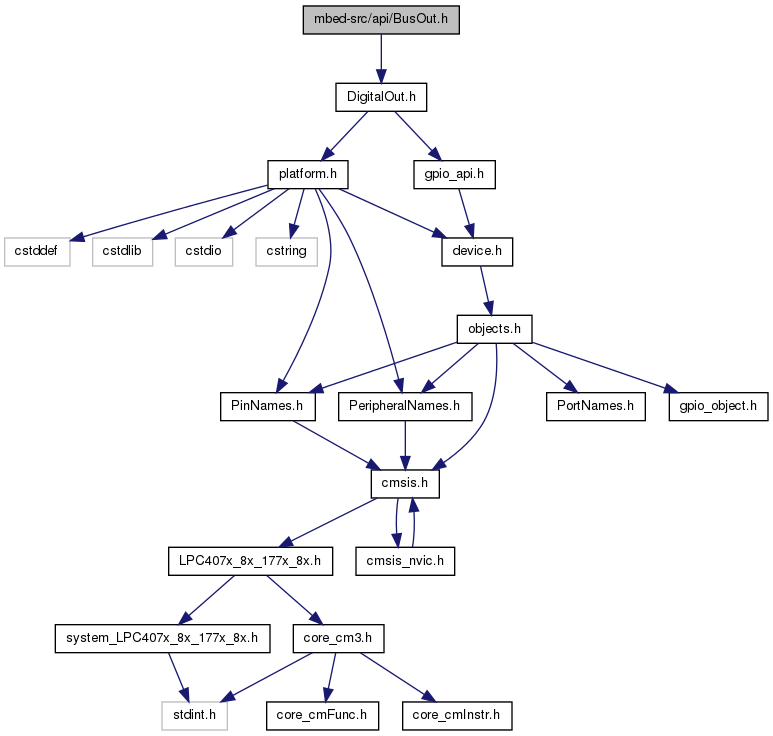 mbed-src/api/BusOut.h
DigitalOut.h
platform.h
gpio_api.h
cstddef
cstdlib
cstdio
cstring
device.h
objects.h
PinNames.h
PeripheralNames.h
PortNames.h
gpio_object.h
cmsis.h
LPC407x_8x_177x_8x.h
cmsis_nvic.h
system_LPC407x_8x_177x_8x.h
core_cm3.h
stdint.h
core_cmFunc.h
core_cmInstr.h